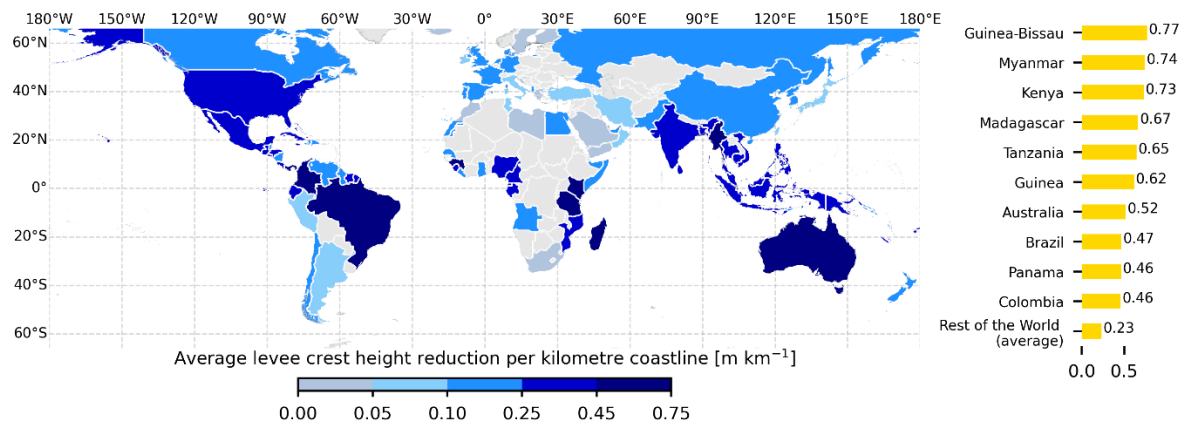 180°W 150°W 120°W 90°W 60°W 30°W 0° 30°E 60°E 90°E 120°E 150°E 180°E
60°N
40°N
20°N
0°
20°S
40°S
60°S
Average levee crest height reduction per kilometre coastline [m km⁻¹]
0.00 0.05 0.10 0.25 0.45 0.75
Guinea-Bissau 0.77
Myanmar 0.74
Kenya 0.73
Madagascar 0.67
Tanzania 0.65
Guinea 0.62
Australia 0.52
Brazil 0.47
Panama 0.46
Colombia 0.46
Rest of the World
(average) 0.23
0.0 0.5